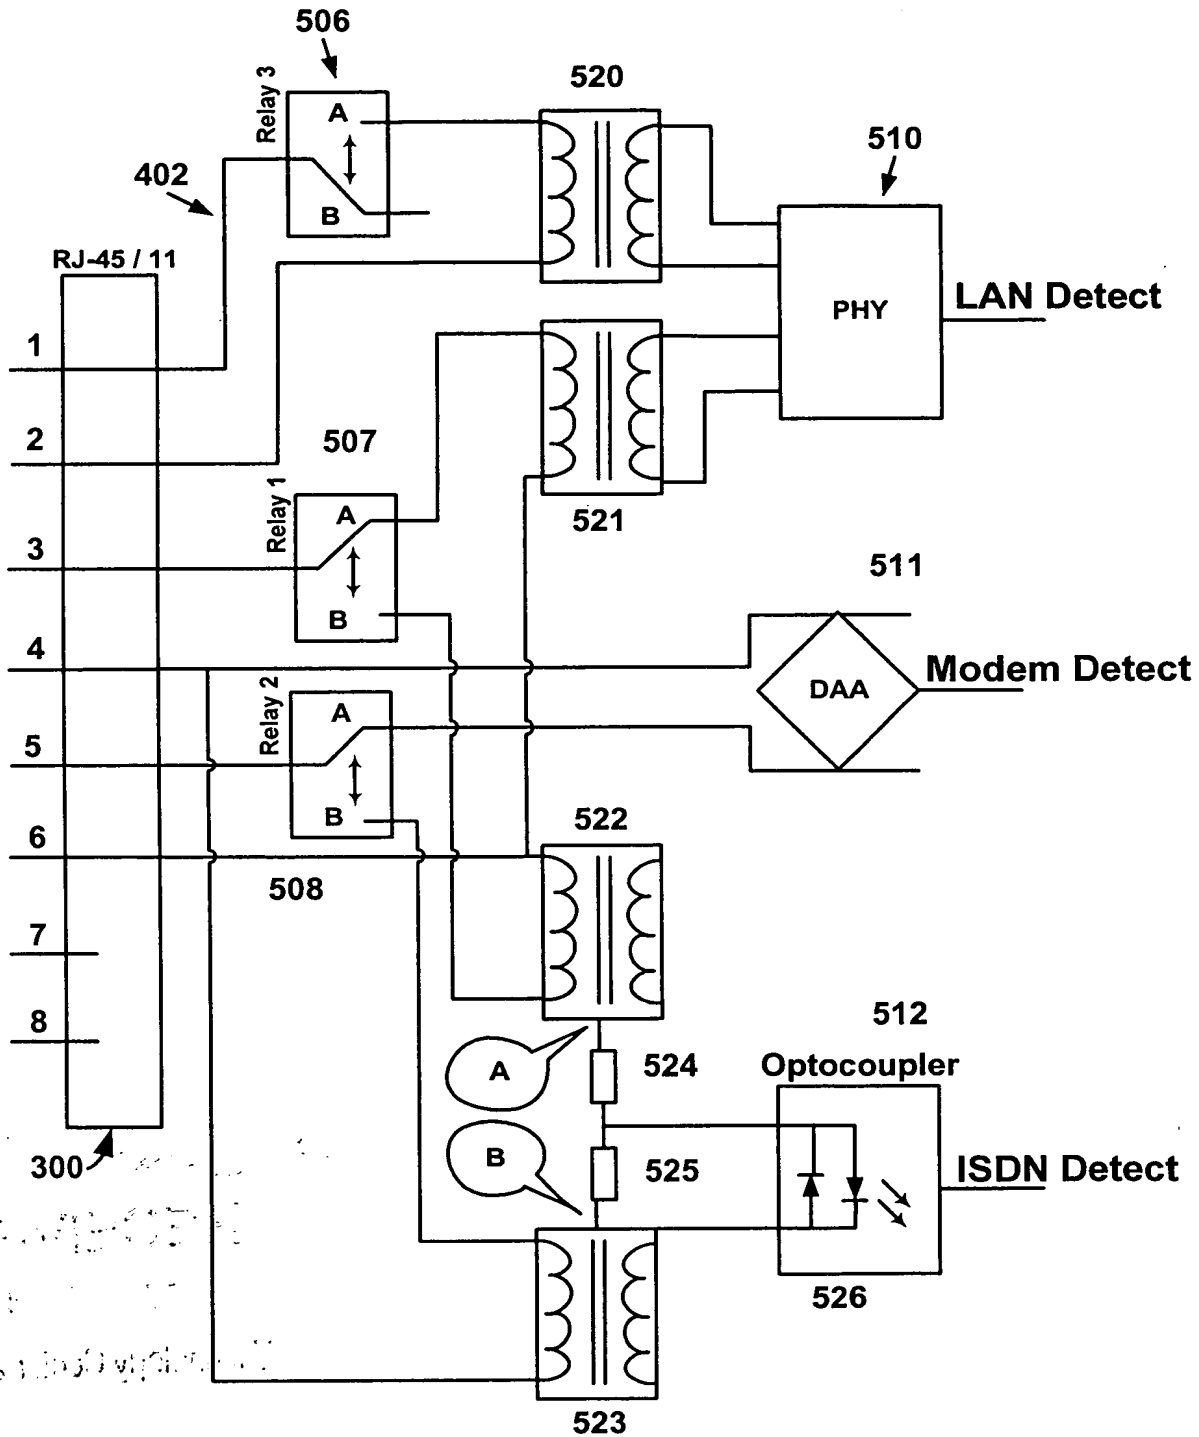 506
Relay 3
A
B
520
510
402
RJ-45 / 11
PHY
LAN Detect
1
2
507
Relay 1
A
B
521
3
511
4
DAA
Modem Detect
Relay 2
A
B
5
522
6
508
7
8
A
524
512
Optocoupler
B
525
ISDN Detect
300
526
523